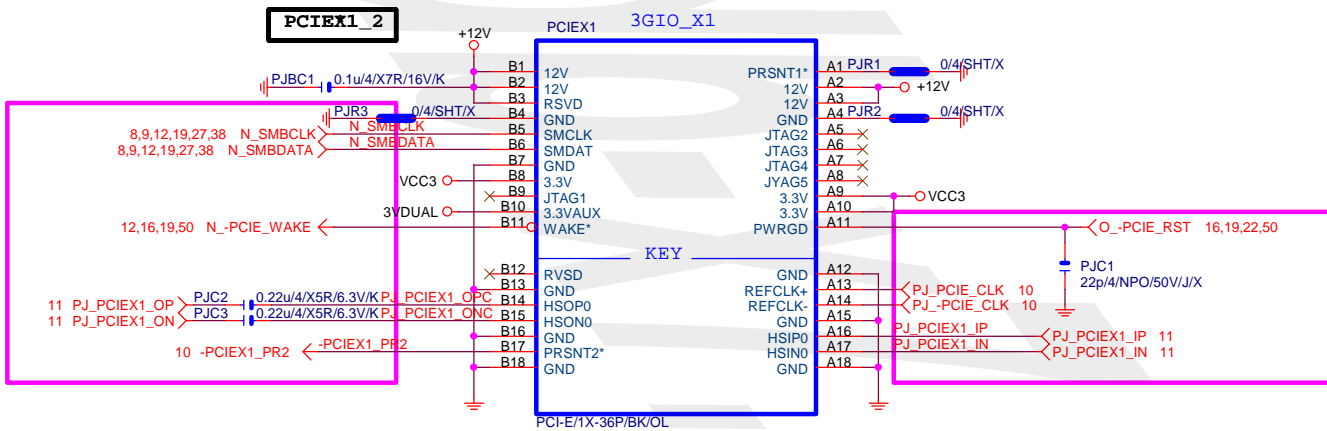 PCIEX1_2
3GIO_X1
PCIEX1
+12V
PJBC1 0.1u/4/X7R/16V/K
PJR3 0/4/SHT/X
8,9,12,19,27,38 N_SMBCLK N_SMBCLK
8,9,12,19,27,38 N_SMBDATA N_SMBDATA
VCC3
3VDUAL
12,16,19,50 N_-PCIE_WAKE
11 PJ_PCIEX1_OP PJC2 0.22u/4/X5R/6.3V/K PJ_PCIEX1_OPC
11 PJ_PCIEX1_ON PJC3 0.22u/4/X5R/6.3V/K PJ_PCIEX1_ONC
10 -PCIEX1_PR2 -PCIEX1_PR2
B1 12V
B2 12V
B3 RSVD
B4 GND
B5 SMCLK
B6 SMDAT
B7 GND
B8 3.3V
B9 JTAG1
B10 3.3VAUX
B11 WAKE*
KEY
B12 RVSD
B13 GND
B14 HSOP0
B15 HSON0
B16 GND
B17 PRSNT2*
B18 GND
PRSNT1* A1 PJR1 0/4/SHT/X
12V A2 +12V
12V A3
GND A4 PJR2 0/4/SHT/X
JTAG2 A5
JTAG3 A6
JTAG4 A7
JYAG5 A8
3.3V A9 VCC3
3.3V A10
PWRGD A11 O_-PCIE_RST 16,19,22,50
PJC1
22p/4/NPO/50V/J/X
GND A12
REFCLK+ A13 PJ_PCIE_CLK 10
REFCLK- A14 PJ_-PCIE_CLK 10
GND A15
HSIP0 A16 PJ_PCIEX1_IP PJ_PCIEX1_IP 11
HSIN0 A17 PJ_PCIEX1_IN PJ_PCIEX1_IN 11
GND A18
PCI-E/1X-36P/BK/OL